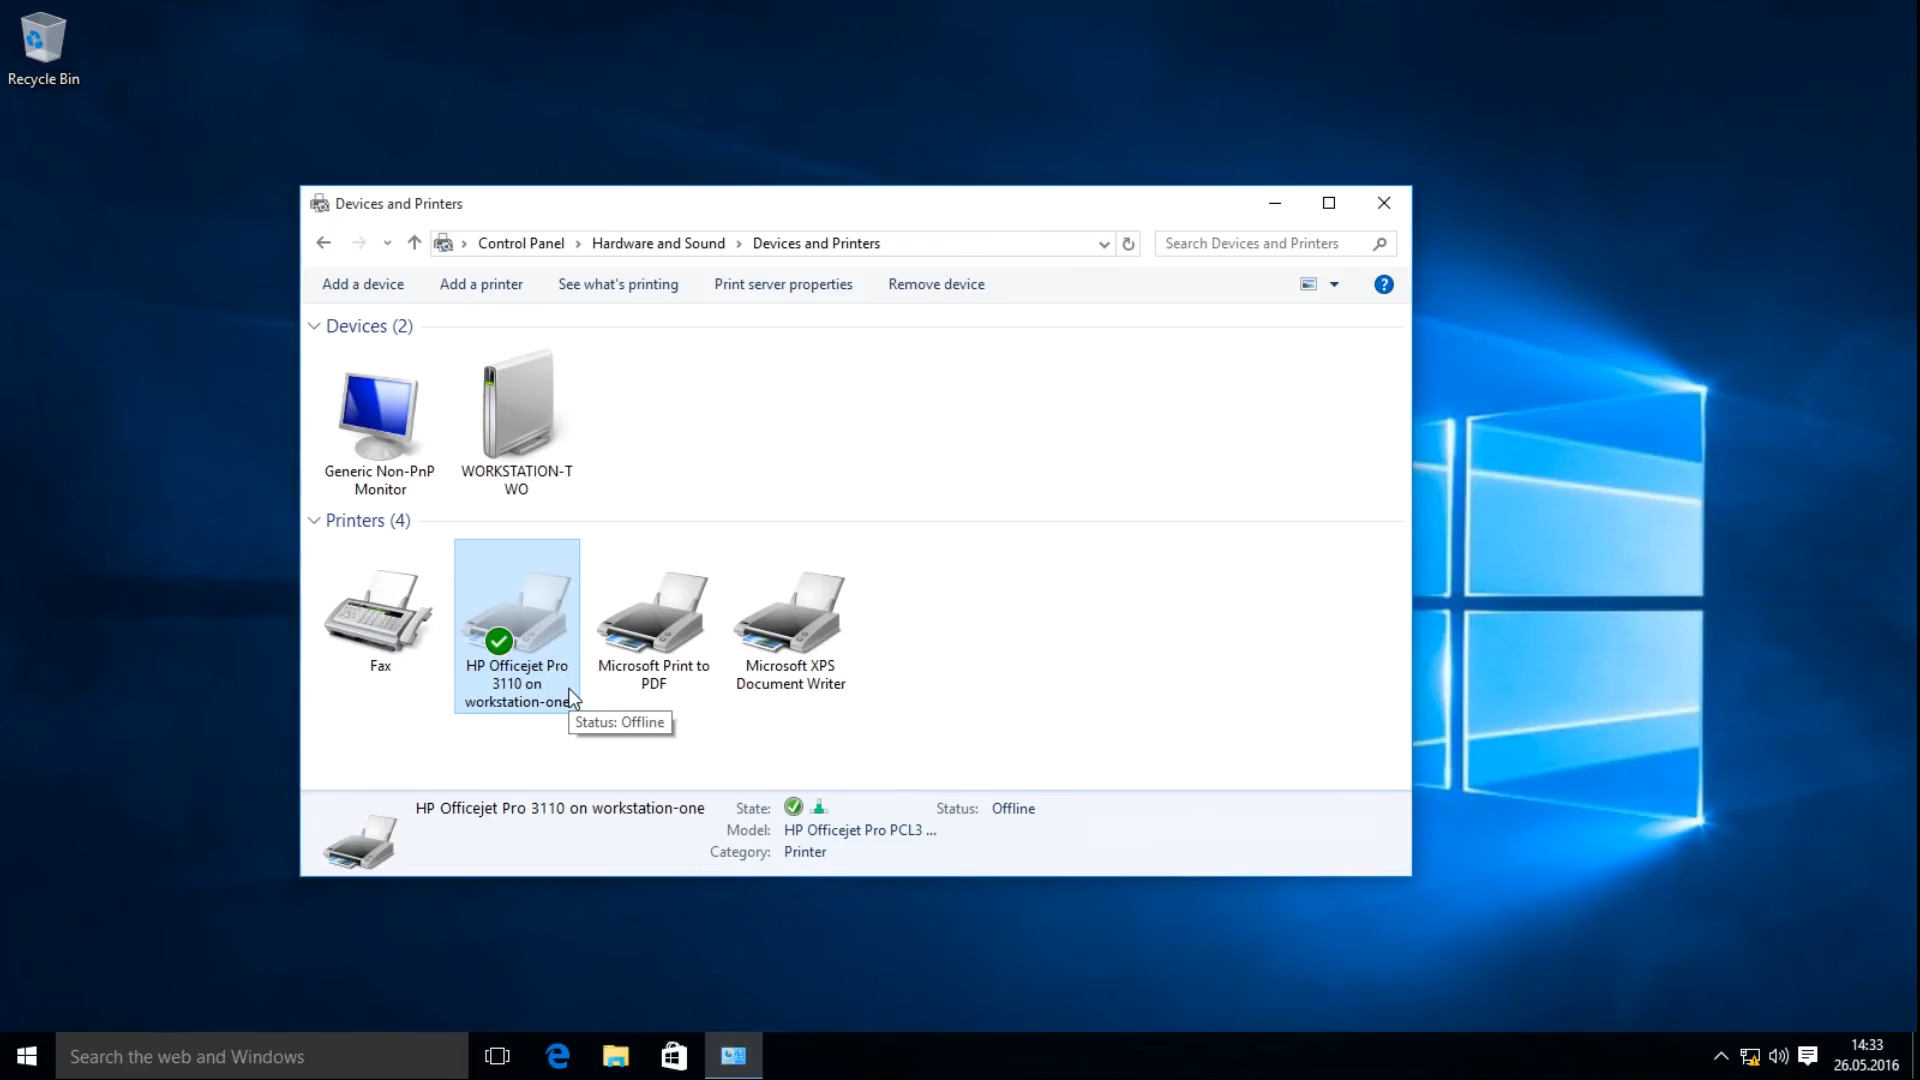 Recycle Bin
Devices and Printers
Control Panel
Hardware and Sound
Devices and Printers
Search Devices and Printers
Add a device
Add a printer
See what's printing
Print server properties
Remove device
?
Devices (2)
Generic Non-PnP
Monitor
WORKSTATION-T
WO
Printers (4)
Fax
HP Officejet Pro
3110 on
workstation-one
Microsoft Print to
PDF
Microsoft XPS
Document Writer
Status: Offline
HP Officejet Pro 3110 on workstation-one
State:
Status: Offline
Model: HP Officejet Pro PCL3 ...
Category: Printer
Search the web and Windows
14:33
26.05.2016